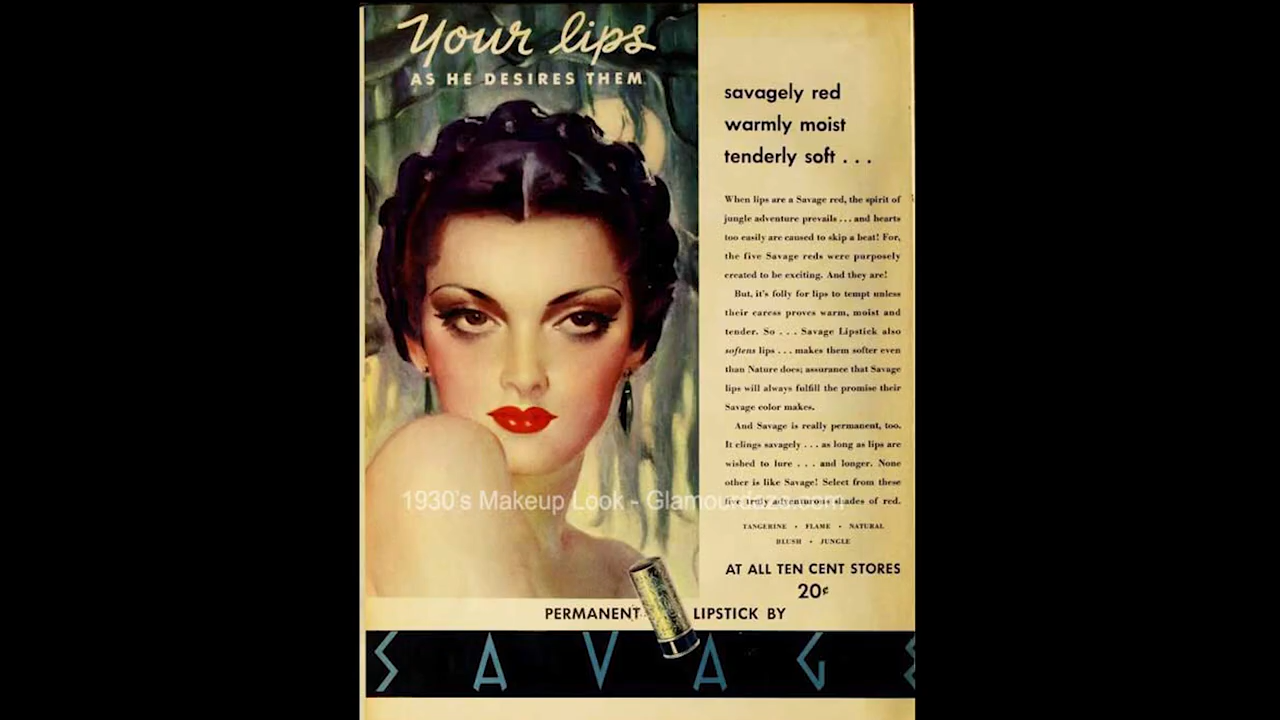 Your lips
AS HE DESIRES THEM
savagely red
warmly moist
tenderly soft . . .
When lips are a Savage red, the spirit of
jungle adventure prevails . . . and hearts
too easily are caused to skip a beat! For,
the five Savage reds were purposely
created to be exciting. And they are!
But, it's folly for lips to tempt unless
their caress proves warm, moist and
tender. So . . . Savage Lipstick also
softens lips . . . makes them softer even
than Nature does; assurance that Savage
lips will always fulfill the promise their
Savage color makes.
And Savage is really permanent, too.
It clings savagely . . . as long as lips are
wished to lure . . . and longer. None
other is like Savage! Select from these
five truly adventurous shades of red.
1930's Makeup Look - Glamourdaze.com
TANGERINE • FLAME • NATURAL
BLUSH • JUNGLE
AT ALL TEN CENT STORES
20¢
PERMANENT LIPSTICK BY
SAVAGE